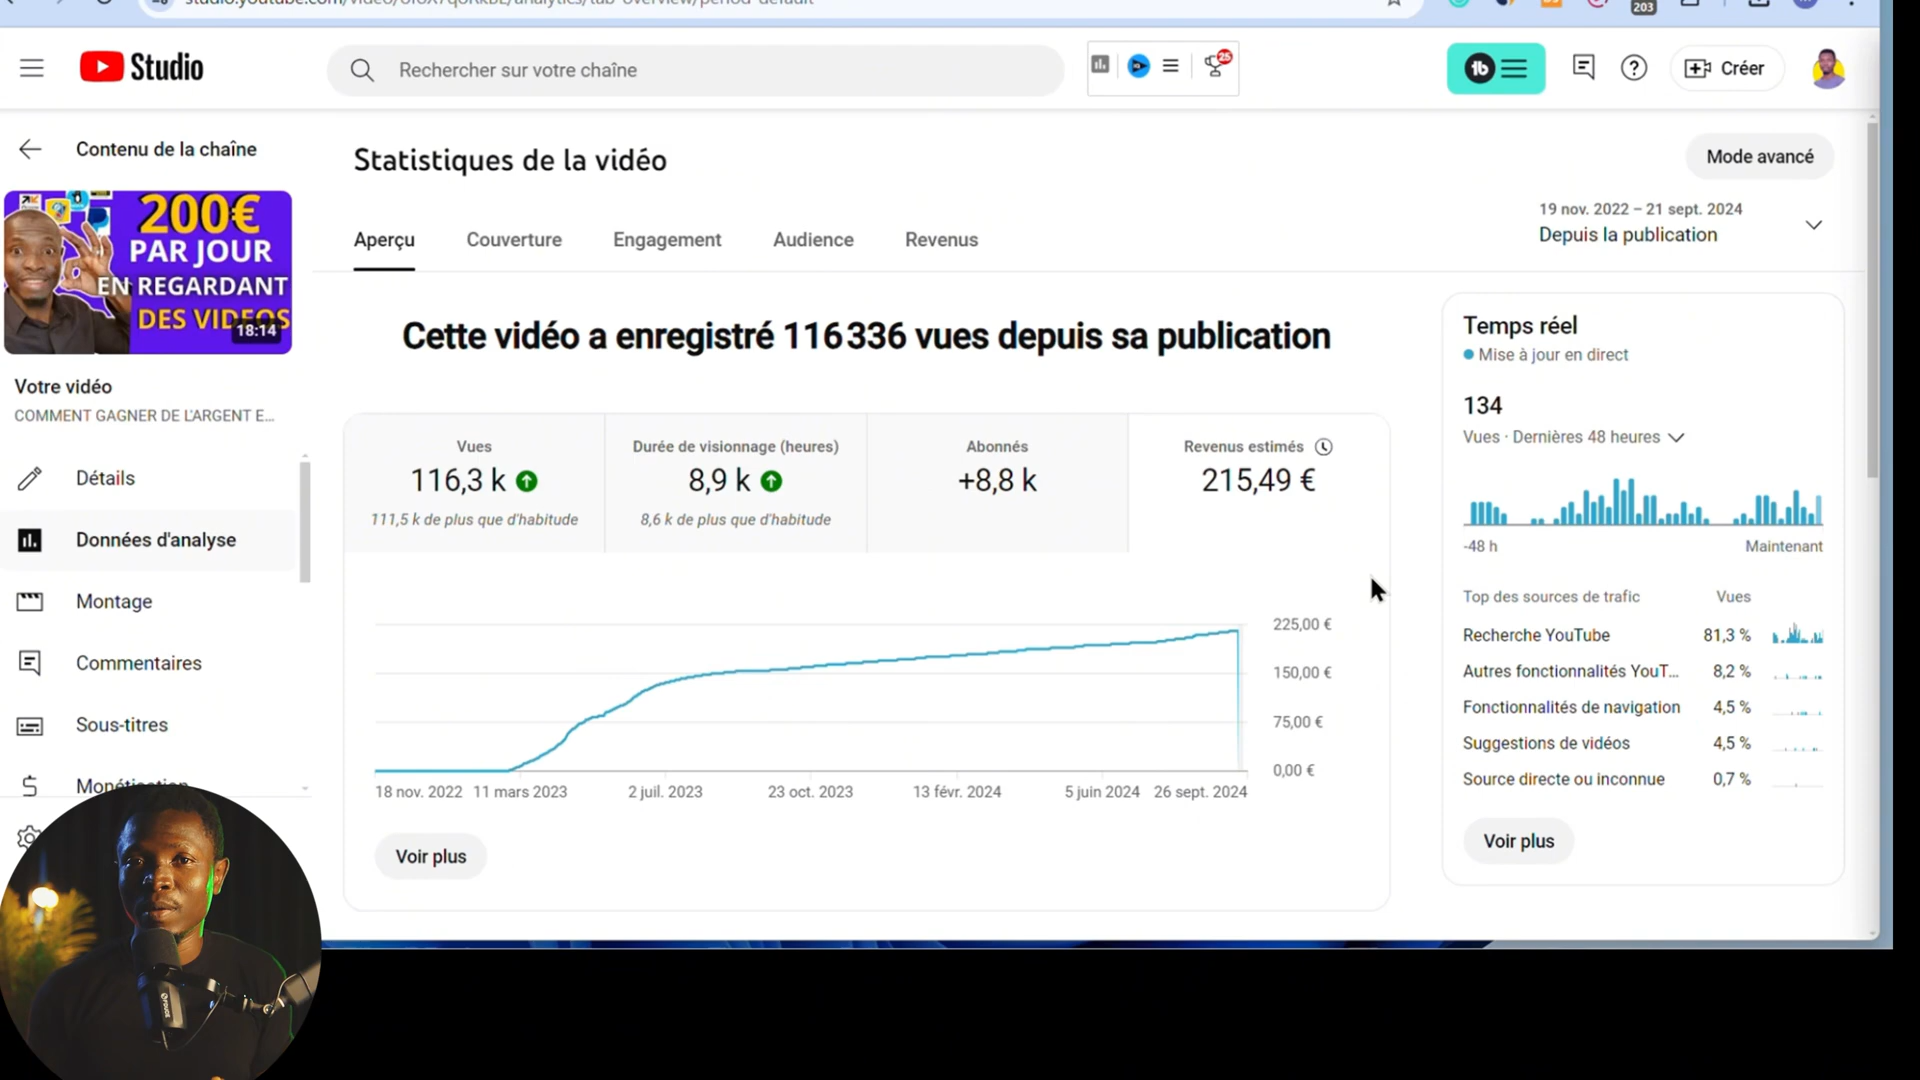 203
Studio
Rechercher sur votre chaîne
25
Créer
Contenu de la chaîne
200€
PAR JOUR
EN REGARDANT
DES VIDEOS
18:14
Votre vidéo
COMMENT GAGNER DE L'ARGENT E...
Détails
Données d'analyse
Montage
Commentaires
Sous-titres
Monétisation
Statistiques de la vidéo
Mode avancé
19 nov. 2022 – 21 sept. 2024
Depuis la publication
Aperçu
Couverture
Engagement
Audience
Revenus
Cette vidéo a enregistré 116 336 vues depuis sa publication
Vues
116,3 k
111,5 k de plus que d'habitude
Durée de visionnage (heures)
8,9 k
8,6 k de plus que d'habitude
Abonnés
+8,8 k
Revenus estimés
215,49 €
225,00 €
150,00 €
75,00 €
0,00 €
18 nov. 2022
11 mars 2023
2 juil. 2023
23 oct. 2023
13 févr. 2024
5 juin 2024
26 sept. 2024
Voir plus
Temps réel
Mise à jour en direct
134
Vues · Dernières 48 heures
-48 h
Maintenant
Top des sources de trafic
Vues
Recherche YouTube
81,3 %
Autres fonctionnalités YouT...
8,2 %
Fonctionnalités de navigation
4,5 %
Suggestions de vidéos
4,5 %
Source directe ou inconnue
0,7 %
Voir plus